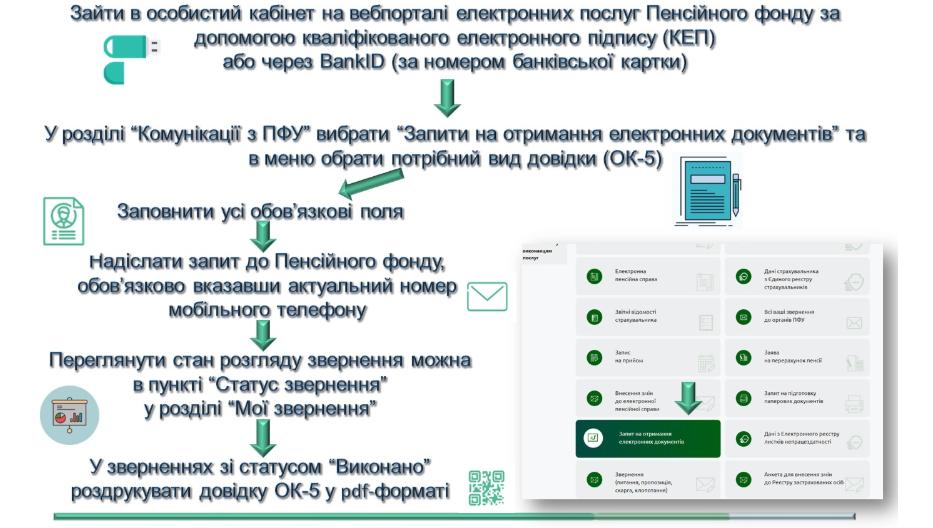 Зайти в особистий кабінет на вебпорталі електронних послуг Пенсійного фонду за
допомогою кваліфікованого електронного підпису (КЕП)
або через BankID (за номером банківської картки)
У розділі “Комунікації з ПФУ” вибрати “Запити на отримання електронних документів” та
в меню обрати потрібний вид довідки (ОК-5)
Заповнити усі обов’язкові поля
Надіслати запит до Пенсійного фонду,
обов’язково вказавши актуальний номер
мобільного телефону
Переглянути стан розгляду звернення можна
в пункті “Статус звернення”
у розділі “Мої звернення”
У зверненнях зі статусом “Виконано”
роздрукувати довідку ОК-5 у pdf-форматі
виконавцям
послуг
Електронна
пенсійна справа
Дані страхувальника
з Єдиного реєстру
страхувальників
Звітні відомості
страхувальника
Всі ваші звернення
до органів ПФУ
Запис
на прийом
Заява
на перерахунок пенсії
Внесення змін
до електронної
пенсійної справи
Запит на підготовку
паперових документів
Запит на отримання
електронних документів
Дані з Електронного реєстру
листків непрацездатності
Звернення
(питання, пропозиція,
скарга, клопотання)
Анкета для внесення змін
до Реєстру застрахованих осіб